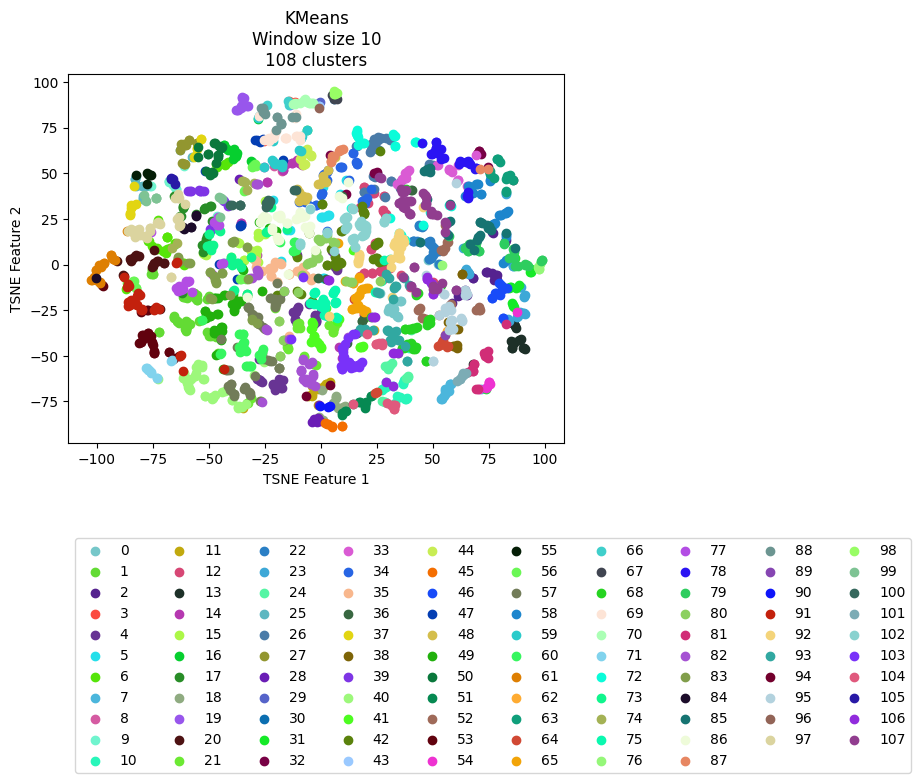 KMeans
Window size 10
108 clusters
100
75
50
25
0
−25
−50
−75
TSNE Feature 2
−100 −75 −50 −25 0 25 50 75 100
TSNE Feature 1
0 11 22 33 44 55 66 77 88 98
1 12 23 34 45 56 67 78 89 99
2 13 24 35 46 57 68 79 90 100
3 14 25 36 47 58 69 80 91 101
4 15 26 37 48 59 70 81 92 102
5 16 27 38 49 60 71 82 93 103
6 17 28 39 50 61 72 83 94 104
7 18 29 40 51 62 73 84 95 105
8 19 30 41 52 63 74 85 96 106
9 20 31 42 53 64 75 86 97 107
10 21 32 43 54 65 76 87